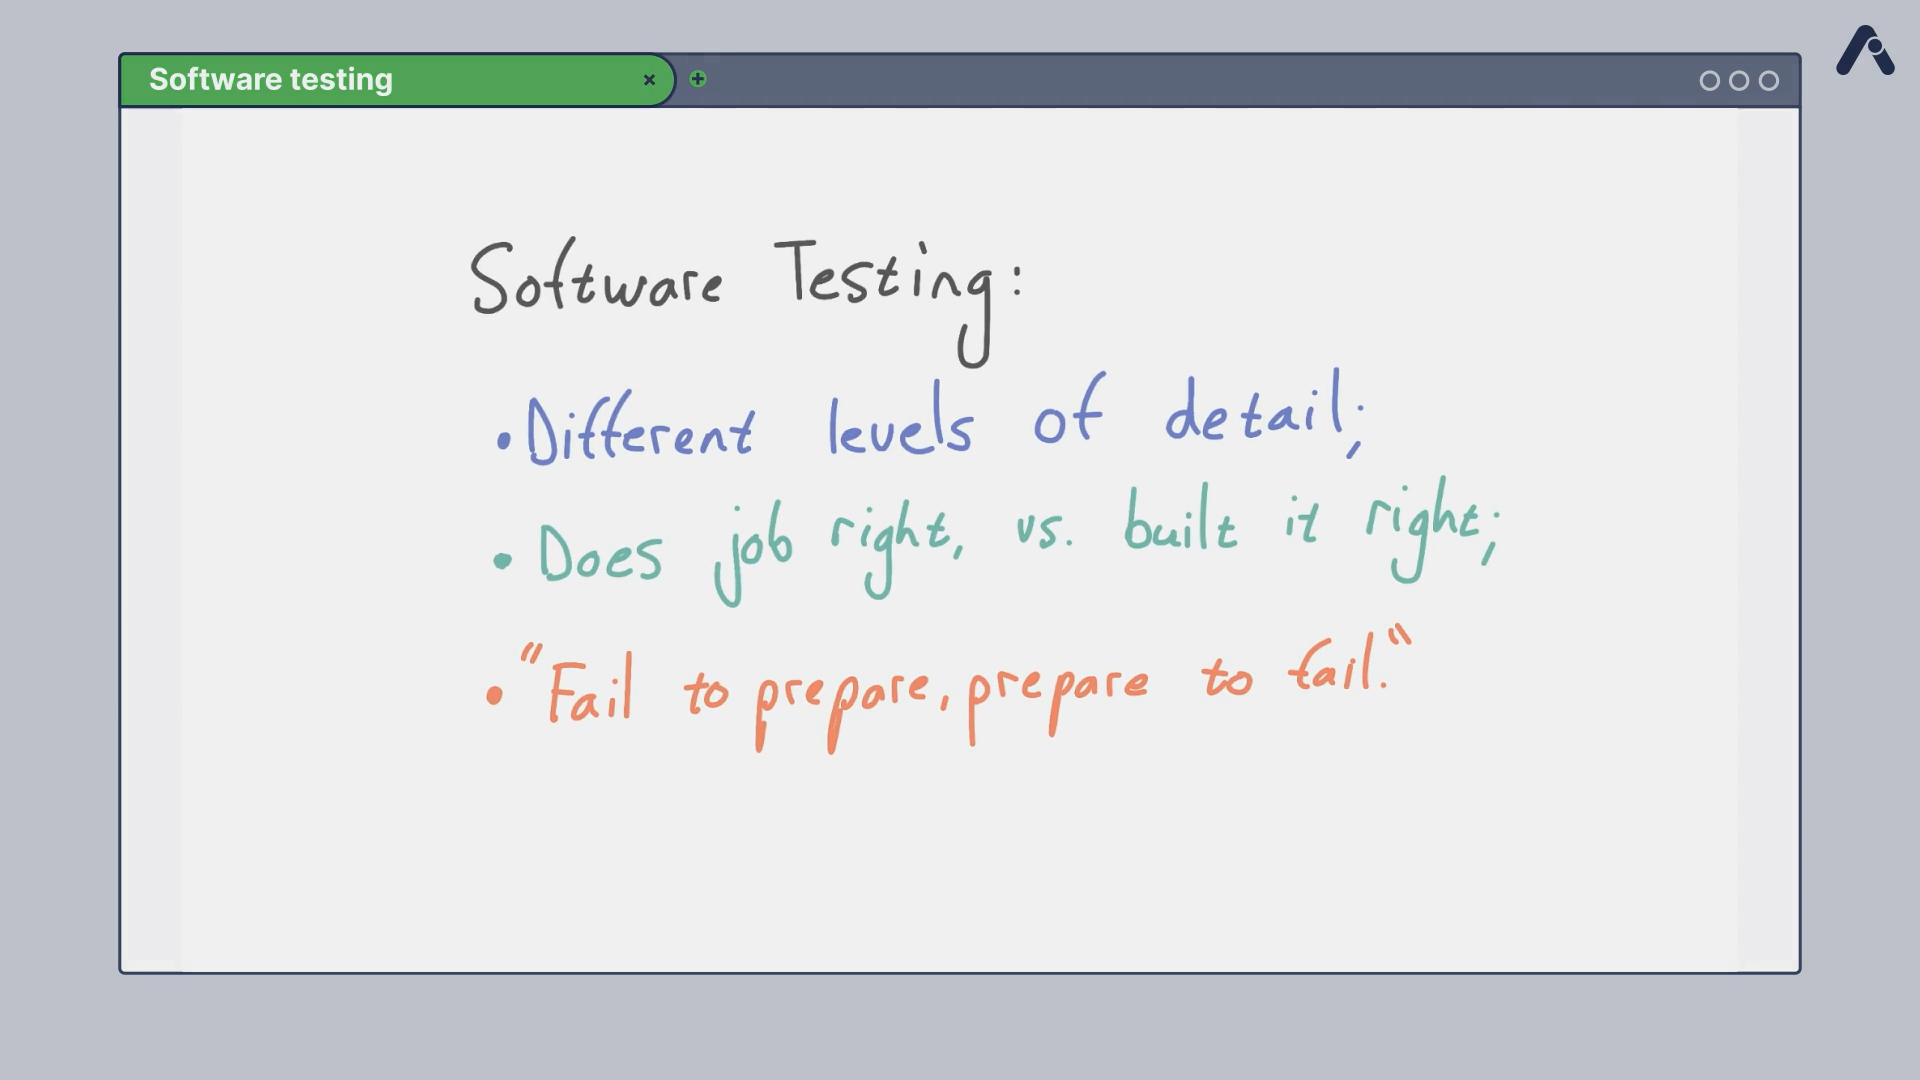 Software testing
Software Testing:
• Different levels of detail;
• Does job right, vs. built it right;
• "Fail to prepare, prepare to fail."